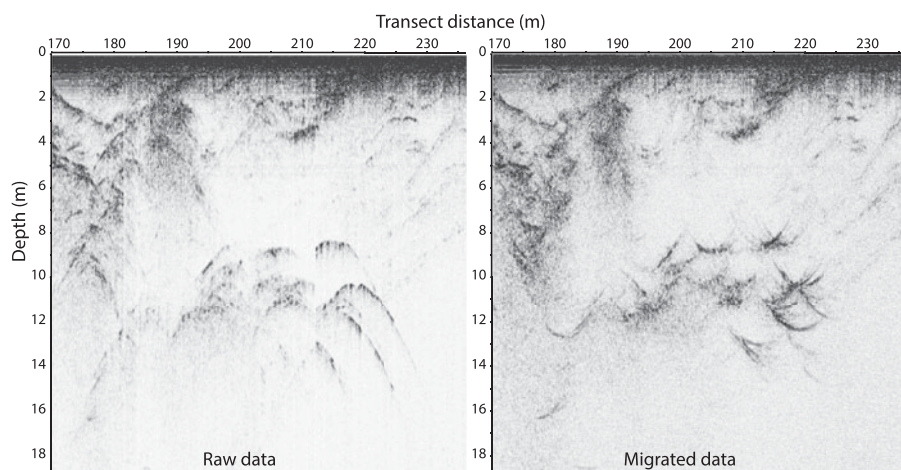 Transect distance (m)
170 180 190 200 210 220 230 170 180 190 200 210 220 230
0 0
2 2
4 4
6 6
8 8
10 10
12 12
14 14
16 16
18 18
Depth (m)
Raw data Migrated data